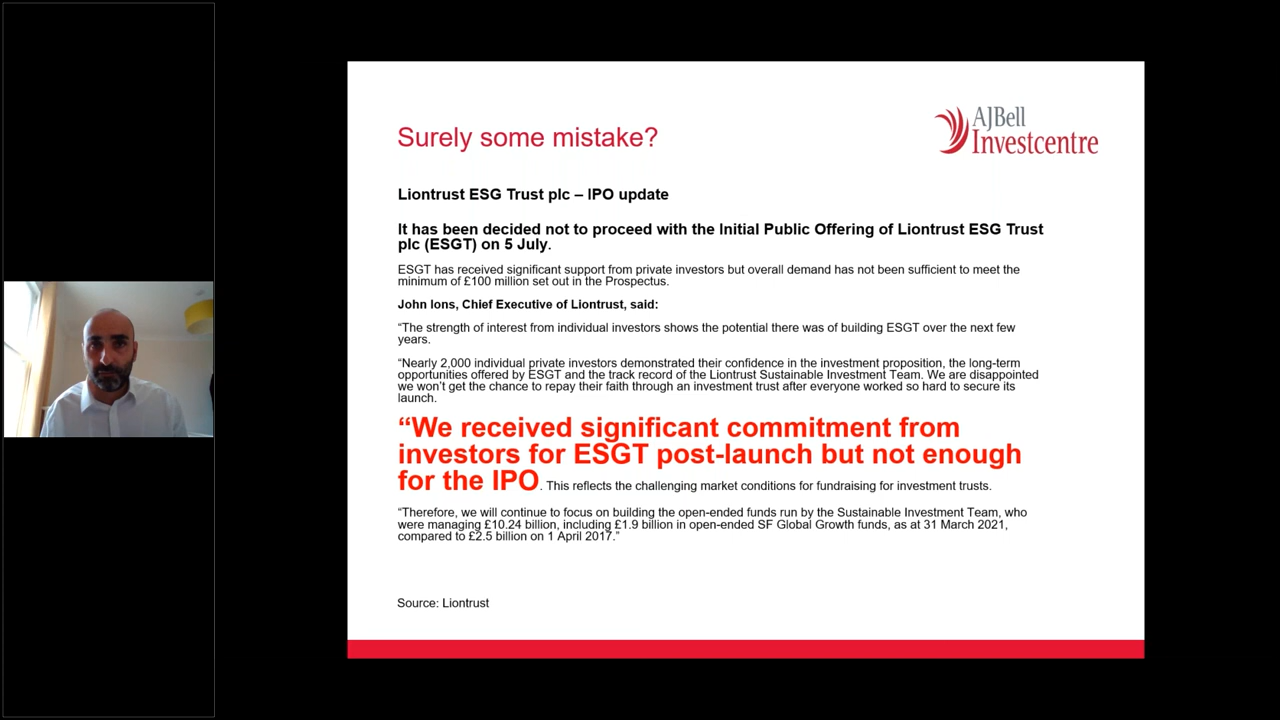 Surely some mistake?
AJBell
Investcentre
Liontrust ESG Trust plc – IPO update
It has been decided not to proceed with the Initial Public Offering of Liontrust ESG Trust
plc (ESGT) on 5 July.
ESGT has received significant support from private investors but overall demand has not been sufficient to meet the
minimum of £100 million set out in the Prospectus.
John Ions, Chief Executive of Liontrust, said:
“The strength of interest from individual investors shows the potential there was of building ESGT over the next few
years.
“Nearly 2,000 individual private investors demonstrated their confidence in the investment proposition, the long-term
opportunities offered by ESGT and the track record of the Liontrust Sustainable Investment Team. We are disappointed
we won’t get the chance to repay their faith through an investment trust after everyone worked so hard to secure its
launch.
“We received significant commitment from
investors for ESGT post-launch but not enough
for the IPO. This reflects the challenging market conditions for fundraising for investment trusts.
“Therefore, we will continue to focus on building the open-ended funds run by the Sustainable Investment Team, who
were managing £10.24 billion, including £1.9 billion in open-ended SF Global Growth funds, as at 31 March 2021,
compared to £2.5 billion on 1 April 2017.”
Source: Liontrust